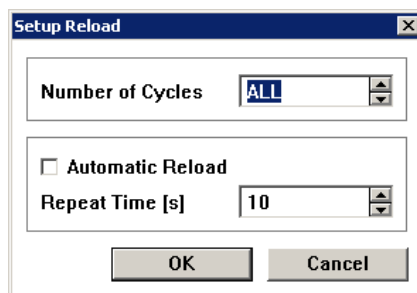 Setup Reload
Number of Cycles ALL
Automatic Reload
Repeat Time [s] 10
OK Cancel